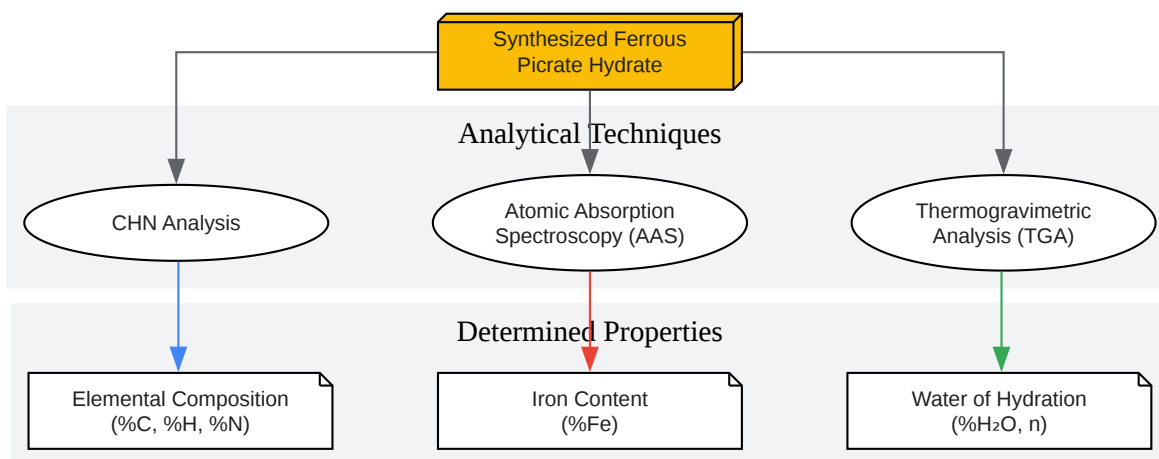 Synthesized Ferrous
Picrate Hydrate
Analytical Techniques
CHN Analysis
Atomic Absorption
Spectroscopy (AAS)
Thermogravimetric
Analysis (TGA)
Determined Properties
Elemental Composition
(%C, %H, %N)
Iron Content
(%Fe)
Water of Hydration
(%H₂O, n)